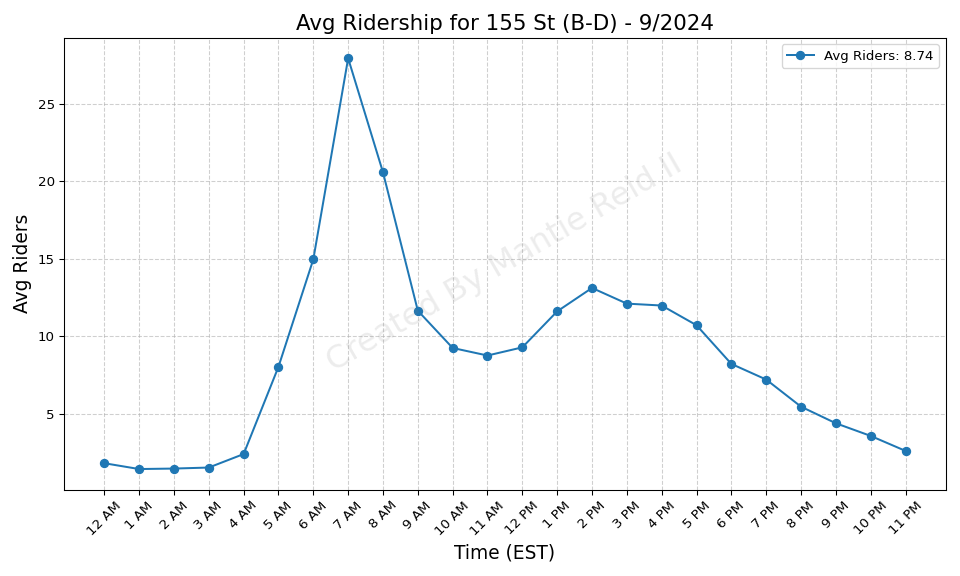 Avg Ridership for 155 St (B-D) - 9/2024
Avg Riders: 8.74
25
20
15
10
5
Avg Riders
Created By Mantle Reid II
12 AM
1 AM
2 AM
3 AM
4 AM
5 AM
6 AM
7 AM
8 AM
9 AM
10 AM
11 AM
12 PM
1 PM
2 PM
3 PM
4 PM
5 PM
6 PM
7 PM
8 PM
9 PM
10 PM
11 PM
Time (EST)